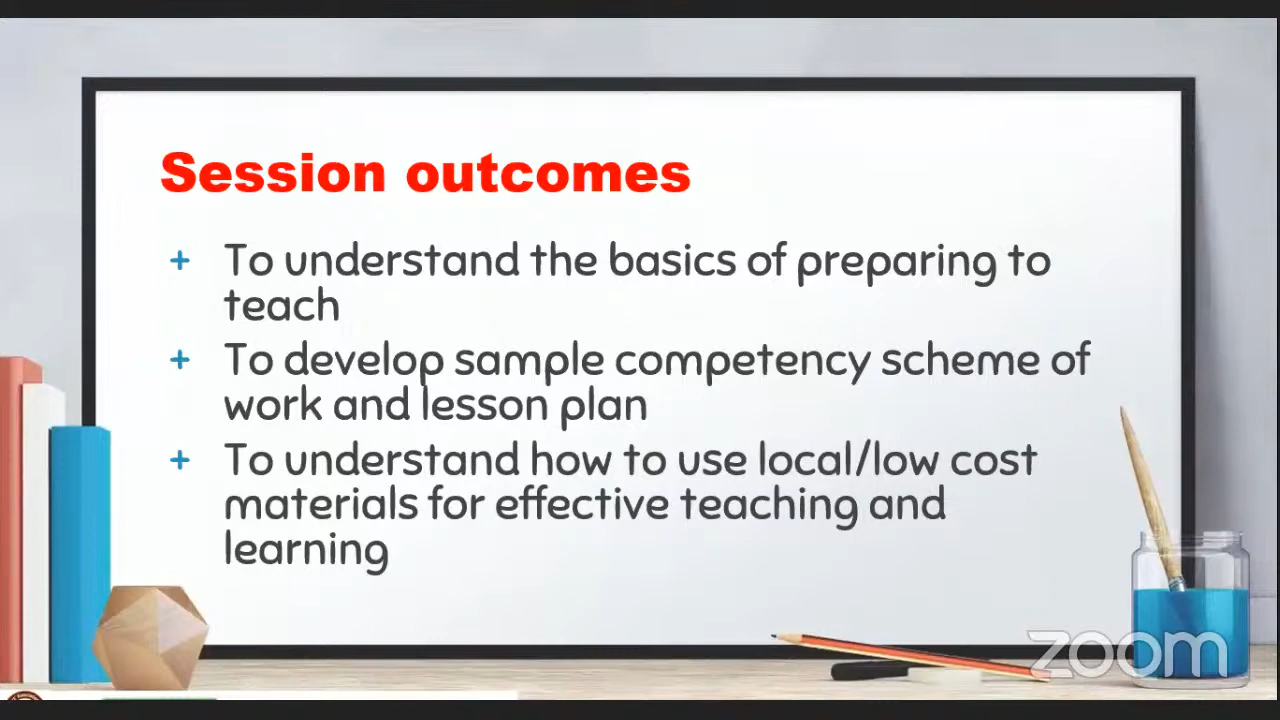 Session outcomes
+ To understand the basics of preparing to
teach
+ To develop sample competency scheme of
work and lesson plan
+ To understand how to use local/low cost
materials for effective teaching and
learning
zoom